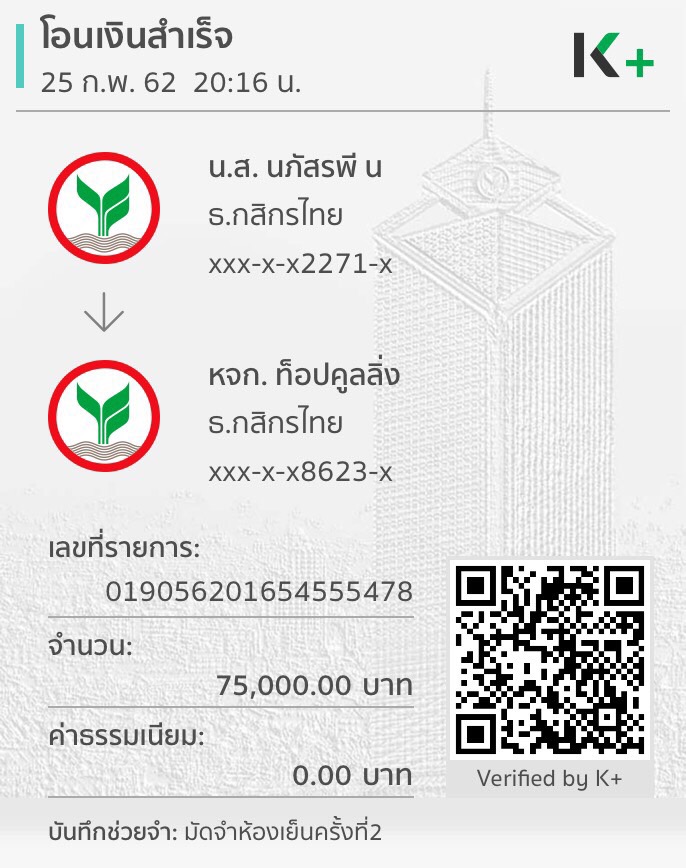 โอนเงินสำเร็จ
25 ก.พ. 62 20:16 น.
K+
น.ส. นภัสรพี น
ธ.กสิกรไทย
xxx-x-x2271-x
หจก. ท็อปคูลลิ่ง
ธ.กสิกรไทย
xxx-x-x8623-x
เลขที่รายการ:
019056201654555478
จำนวน:
75,000.00 บาท
ค่าธรรมเนียม:
0.00 บาท
Verified by K+
บันทึกช่วยจำ: มัดจำห้องเย็นครั้งที่2